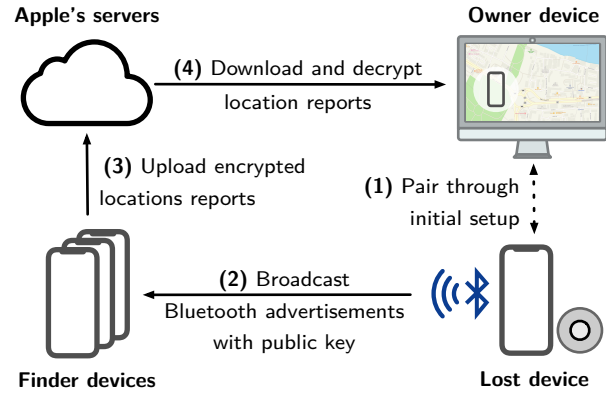 Apple's servers
Owner device
(4) Download and decrypt
location reports
(3) Upload encrypted
locations reports
(1) Pair through
initial setup
(2) Broadcast
Bluetooth advertisements
with public key
Finder devices
Lost device